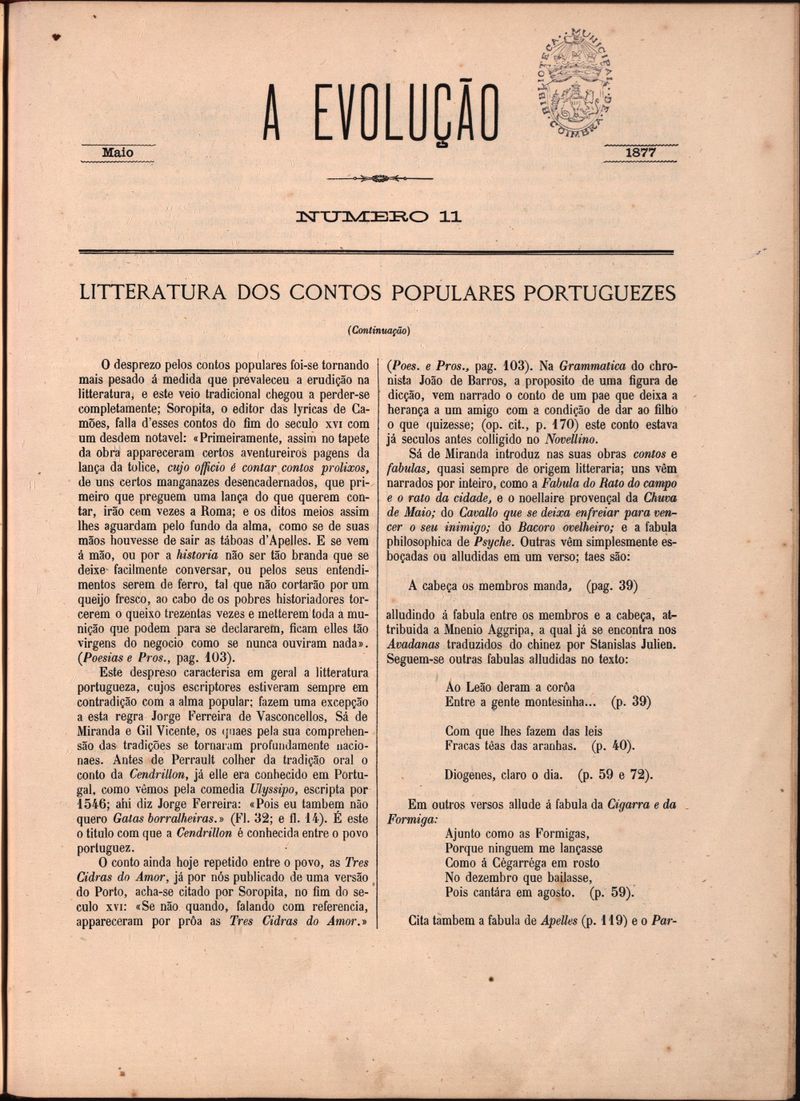 BIBLIOTECA MUNICIPAL
COIMBRA
A EVOLUÇÃO
Maio
1877
NUMERO 11
LITTERATURA DOS CONTOS POPULARES PORTUGUEZES
(Continuação)
O desprezo pelos contos populares foi-se tornando
mais pesado á medida que prevaleceu a erudição na
litteratura, e este veio tradicional chegou a perder-se
completamente; Soropita, o editor das lyricas de Ca-
mões, falla d'esses contos do fim do seculo XVI com
um desdem notavel: «Primeiramente, assim no tapete
da obra appareceram certos aventureiros pagens da
lança da tolice, cujo officio é contar contos prolixos,
de uns certos manganazes desencadernados, que pri-
meiro que preguem uma lança do que querem con-
tar, irão cem vezes a Roma; e os ditos meios assim
lhes aguardam pelo fundo da alma, como se de suas
mãos houvesse de sair as táboas d'Apelles. E se vem
á mão, ou por a historia não ser tão branda que se
deixe facilmente conversar, ou pelos seus entendi-
mentos serem de ferro, tal que não cortarão por um
queijo fresco, ao cabo de os pobres historiadores tor-
cerem o queixo trezentas vezes e metterem toda a mu-
nição que podem para se declararem, ficam elles tão
virgens do negocio como se nunca ouviram nada».
(Poesias e Pros., pag. 103).
Este despreso caracterisa em geral a litteratura
portugueza, cujos escriptores estiveram sempre em
contradição com a alma popular; fazem uma excepção
a esta regra Jorge Ferreira de Vasconcellos, Sá de
Miranda e Gil Vicente, os quaes pela sua comprehen-
são das tradições se tornaram profundamente nacio-
naes. Antes de Perrault colher da tradição oral o
conto da Cendrillon, já elle era conhecido em Portu-
gal, como vêmos pela comedia Ulyssipo, escripta por
1546; ahi diz Jorge Ferreira: «Pois eu tambem não
quero Gatas borralheiras.» (Fl. 32; e fl. 14). É este
o titulo com que a Cendrillon é conhecida entre o povo
portuguez.
O conto ainda hoje repetido entre o povo, as Tres
Cidras do Amor, já por nós publicado de uma versão
do Porto, acha-se citado por Soropita, no fim do se-
culo XVI: «Se não quando, falando com referencia,
appareceram por prôa as Tres Cidras do Amor.»
(Poes. e Pros., pag. 103). Na Grammatica do chro-
nista João de Barros, a proposito de uma figura de
dicção, vem narrado o conto de um pae que deixa a
herança a um amigo com a condição de dar ao filho
o que quizesse; (op. cit., p. 170) este conto estava
já seculos antes colligido no Novellino.
Sá de Miranda introduz nas suas obras contos e
fabulas, quasi sempre de origem litteraria; uns vêm
narrados por inteiro, como a Fabula do Rato do campo
e o rato da cidade, e o noellaire provençal da Chuva
de Maio; do Cavallo que se deixa enfreiar para ven-
cer o seu inimigo; do Bacoro ovelheiro; e a fabula
philosophica de Psyche. Outras vêm simplesmente es-
boçadas ou alludidas em um verso; taes são:
A cabeça os membros manda, (pag. 39)
alludindo á fabula entre os membros e a cabeça, at-
tribuida a Mnenio Aggripa, a qual já se encontra nos
Avadanas traduzidos do chinez por Stanislas Julien.
Seguem-se outras fabulas alludidas no texto:
Ao Leão deram a corôa
Entre a gente montesinha... (p. 39)
Com que lhes fazem das leis
Fracas têas das aranhas. (p. 40).
Diogenes, claro o dia. (p. 59 e 72).
Em outros versos allude á fabula da Cigarra e da
Formiga:
Ajunto como as Formigas,
Porque ninguem me lançasse
Como á Cégarréga em rosto
No dezembro que bailasse,
Pois cantára em agosto. (p. 59).
Cita tambem a fabula de Apelles (p. 119) e o Par-